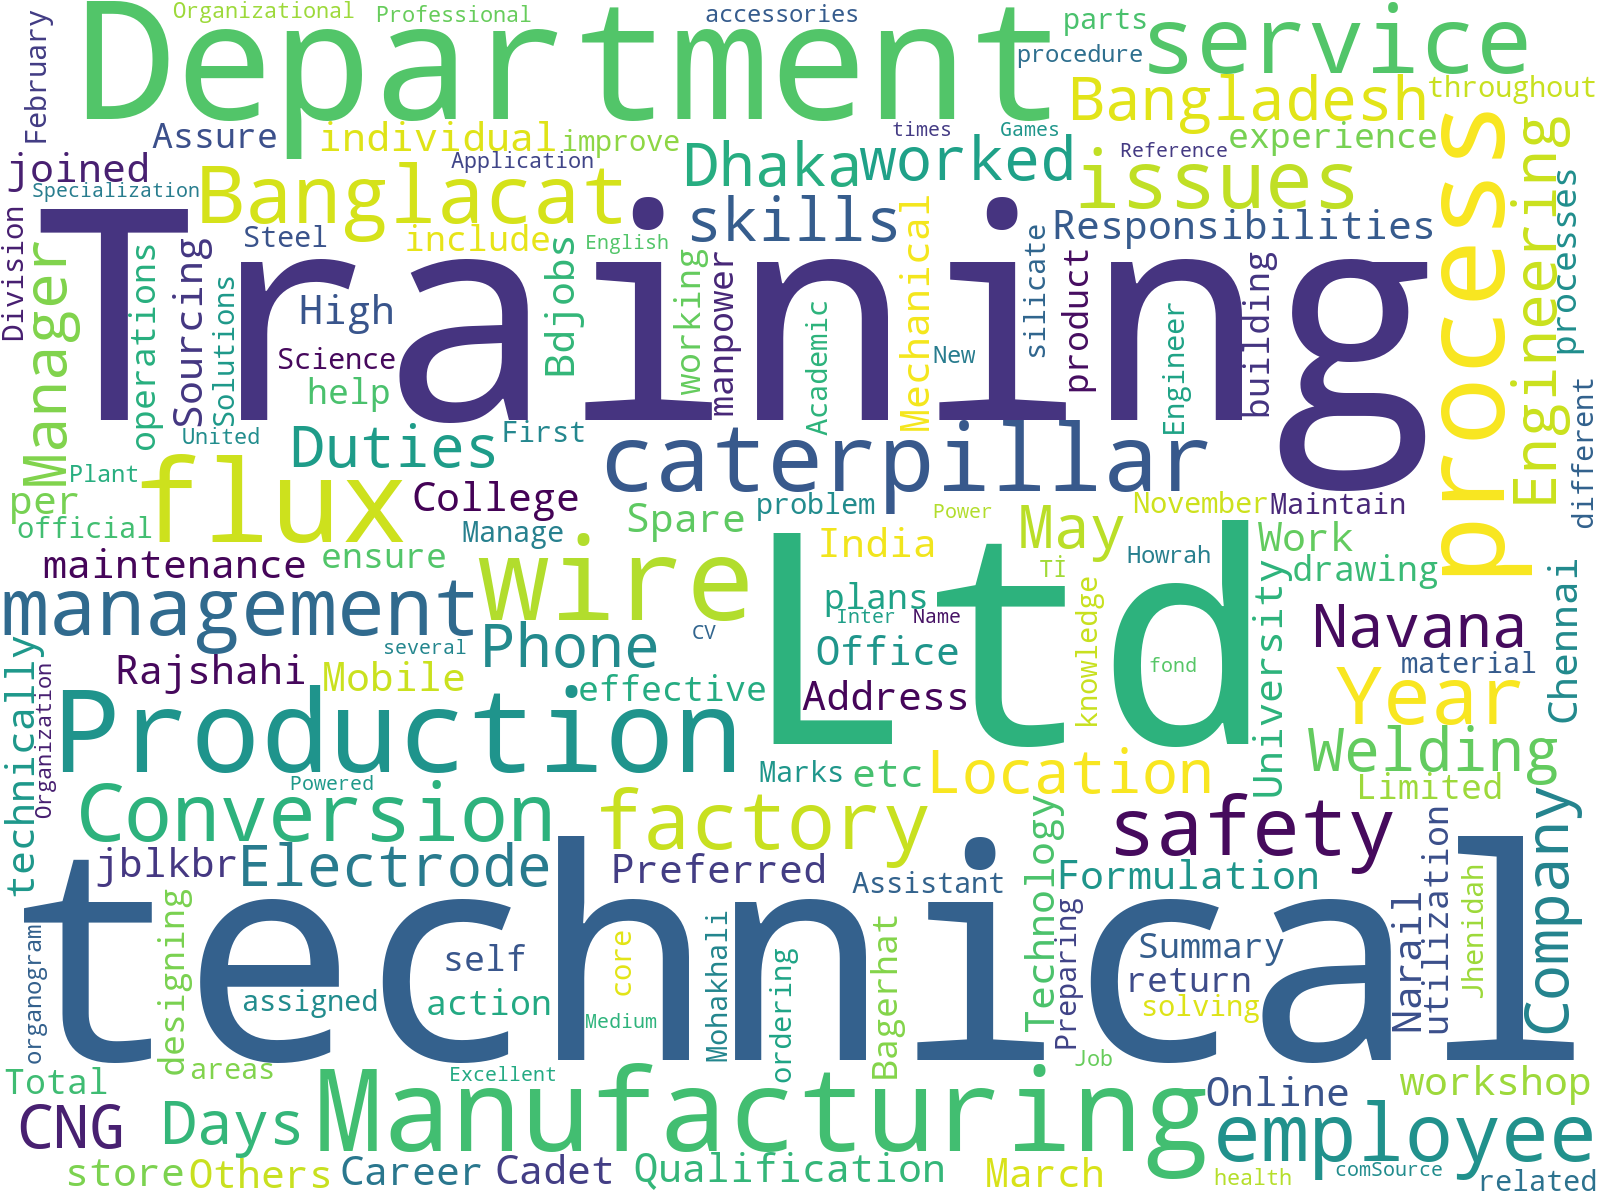 Organizational
Professional
accessories
parts
service
Department
procedure
February
Bangladesh
throughout
Assure
individual
improve
times
Games
experience
process
Engineering
joined
Application
Dhaka
worked
Reference
issues
Specialization
Banglacat
skills
Responsibilities
processes
Division
Manager
operations
Sourcing
Steel
include
English
Training
Solutions
High
Bdjobs
working
manpower
Academic
Mechanical
New
silicate
product
Engineer
building
Science
help
different
United
Duties
First
caterpillar
Plant
flux
College
per
official
Manage
Spare
problem
Power
May
November
Maintain
maintenance
ensure
wire
India
Ltd
Tİ
Howrah
Work
drawing
management
plans
knowledge
University
Chennai
technically
Phone
several
CV
Inter
Name
Navana
Rajshahi
Mobile
effective
Office
fond
material
Organization
Address
Year
Production
Powered
Marks
etc
Location
Welding
Limited
Conversion
factory
safety
Company
jblkbr
Electrode
Preferred
Assistant
Technology
Formulation
utilization
technical
organogram
designing
self
core
Mohakhali
ordering
Bagerhat
Preparing
Summary
Narail
Jhenidah
assigned
action
return
solving
Medium
areas
Excellent
Job
Total
Manufacturing
Online
workshop
CNG
Days
employee
store
Others
Career
Cadet
Qualification
March
health
comSource
related